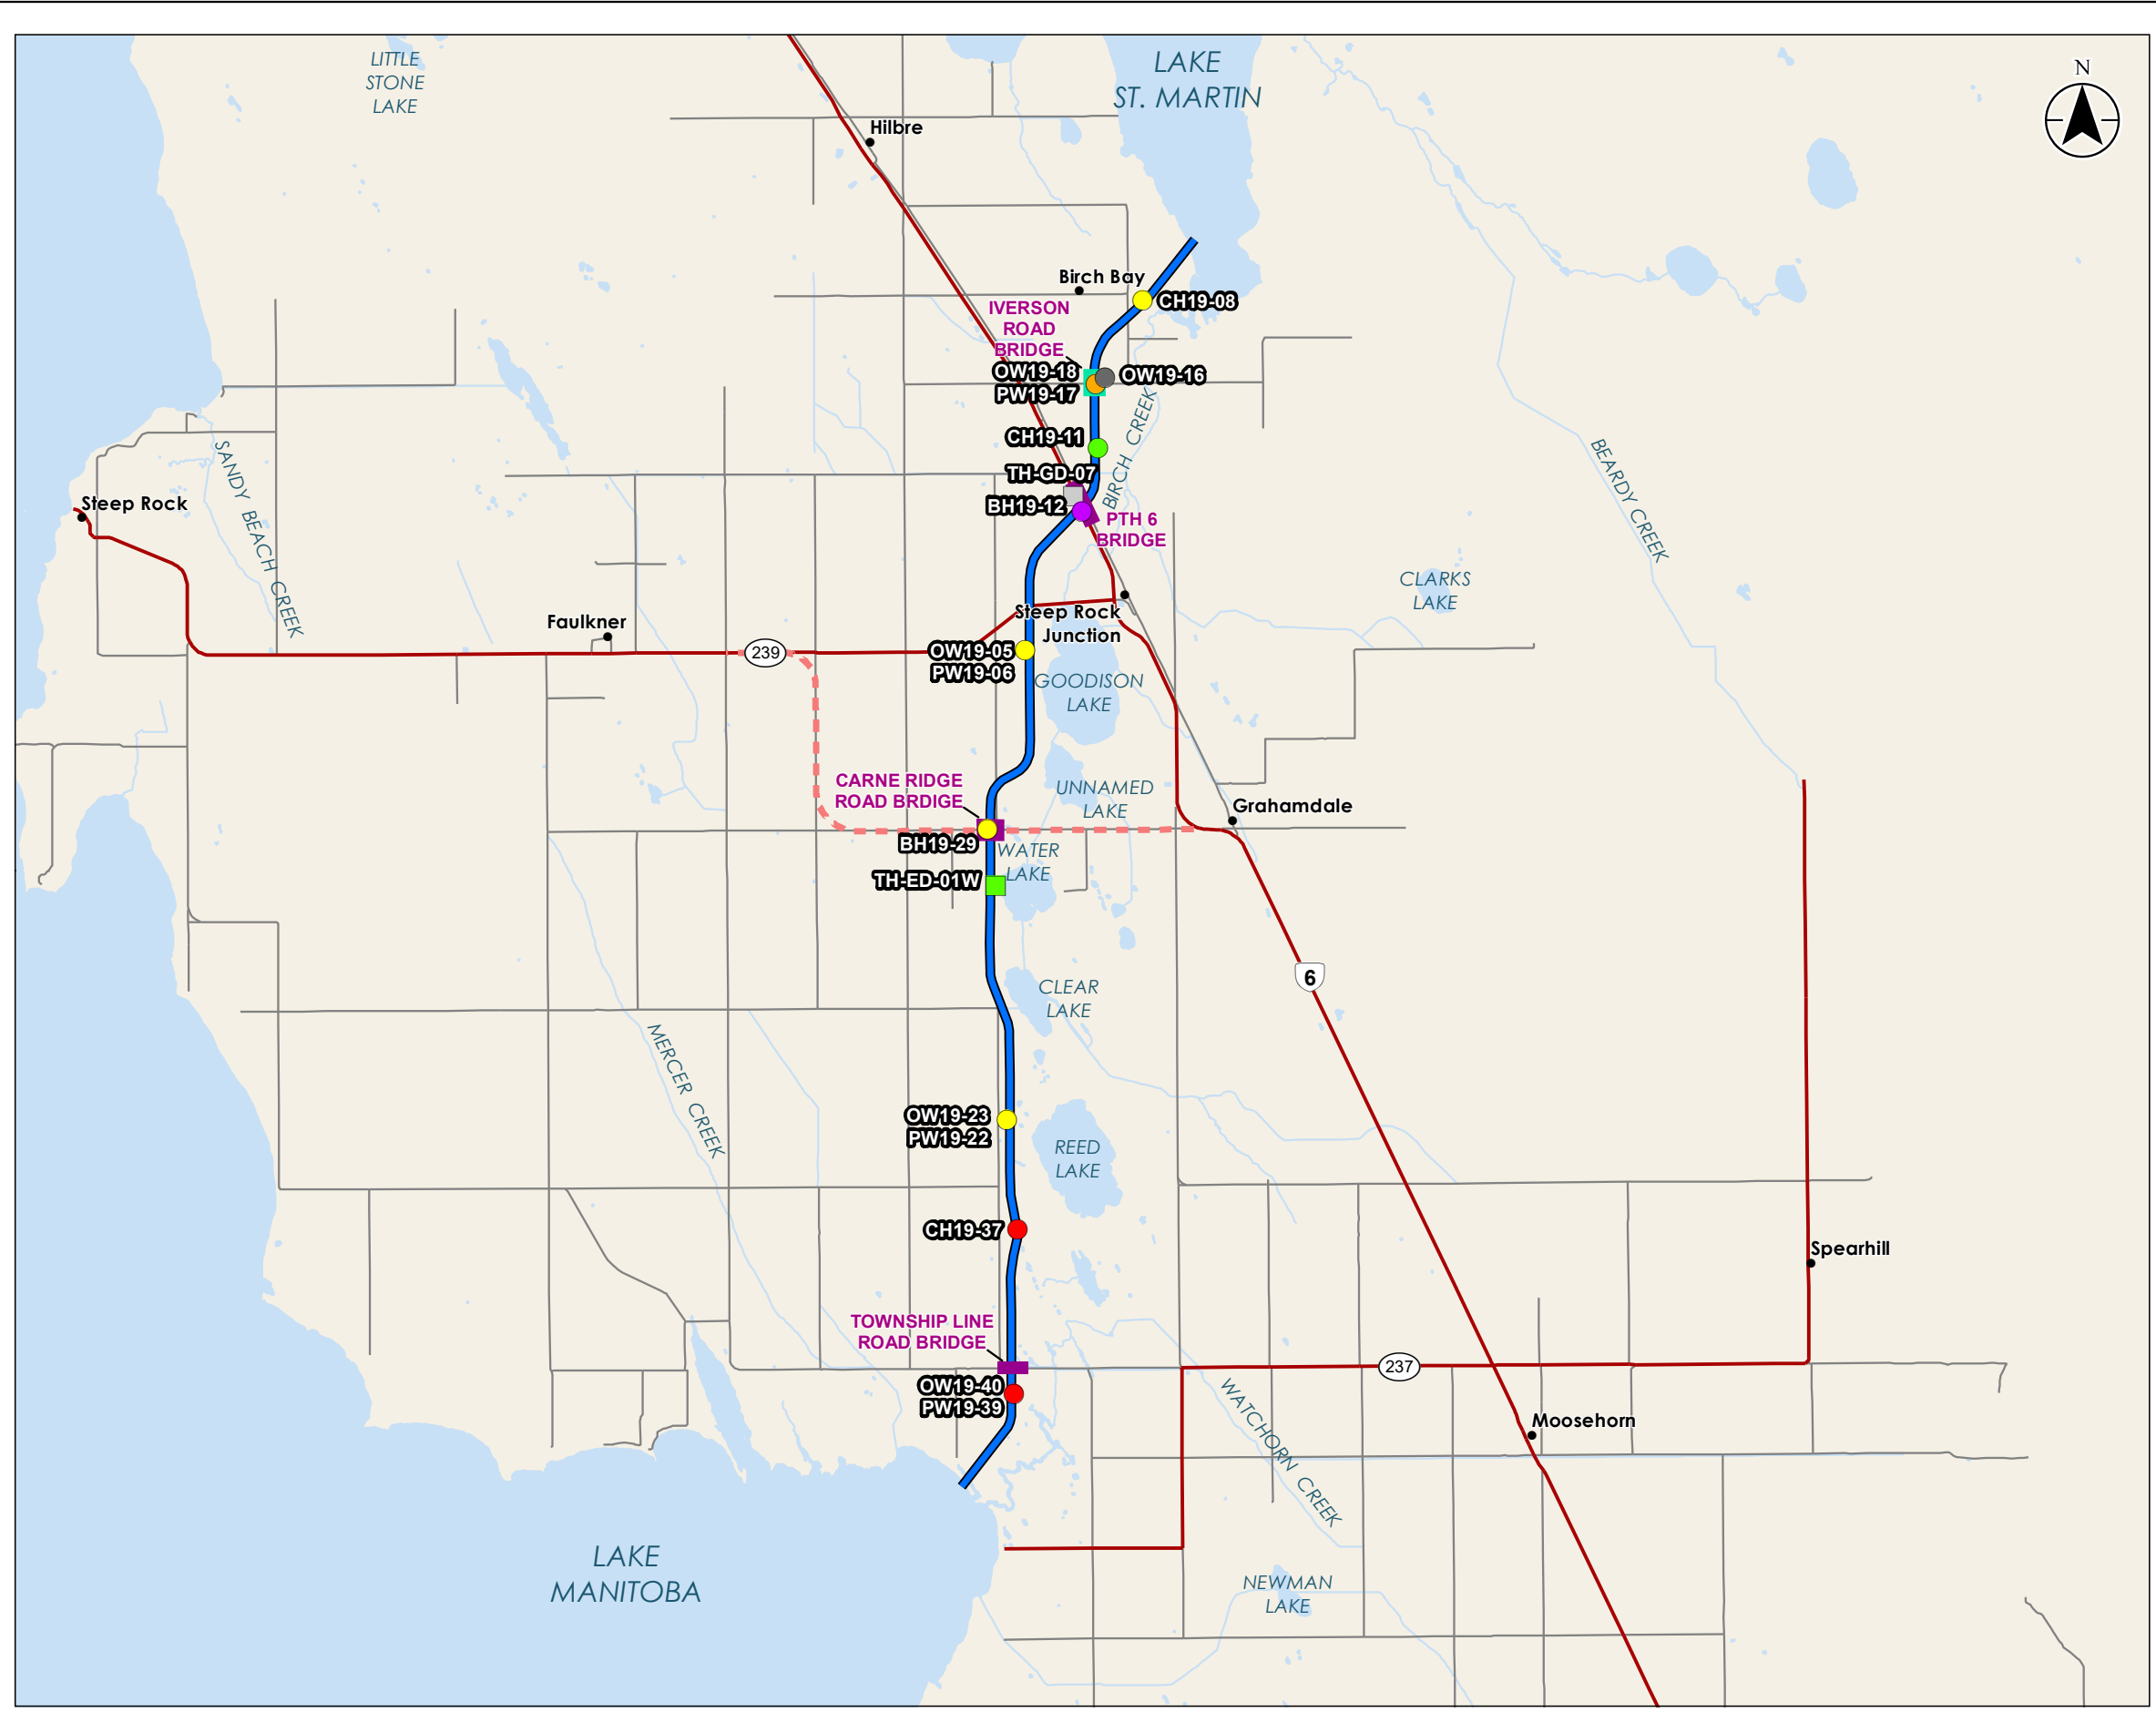 LITTLE
STONE
LAKE
LAKE
ST. MARTIN
N
Hilbre
Birch Bay
CH19-08
IVERSON
ROAD
BRIDGE
OW19-18
PW19-17
OW19-16
CH19-11
BIRCH CREEK
TH-GD-07
BH19-12
PTH 6
BRIDGE
SANDY BEACH CREEK
Steep Rock
BEARDY CREEK
CLARKS
LAKE
Faulkner
Steep Rock
Junction
239
OW19-05
PW19-06
GOODISON
LAKE
CARNE RIDGE
ROAD BRDIGE
UNNAMED
LAKE
Grahamdale
BH19-29
WATER
LAKE
TH-ED-01W
6
CLEAR
LAKE
MERCER CREEK
OW19-23
PW19-22
REED
LAKE
CH19-37
Spearhill
TOWNSHIP LINE
ROAD BRIDGE
237
OW19-40
PW19-39
WATCHORN CREEK
Moosehorn
LAKE
MANITOBA
NEWMAN
LAKE